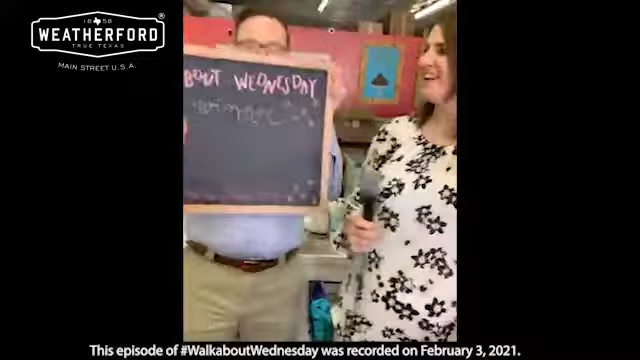 1858
WEATHERFORD®
TRUE TEXAS
MAIN STREET U.S.A.
BOUT WEDNESDAY
This episode of #WalkaboutWednesday was recorded on February 3, 2021.